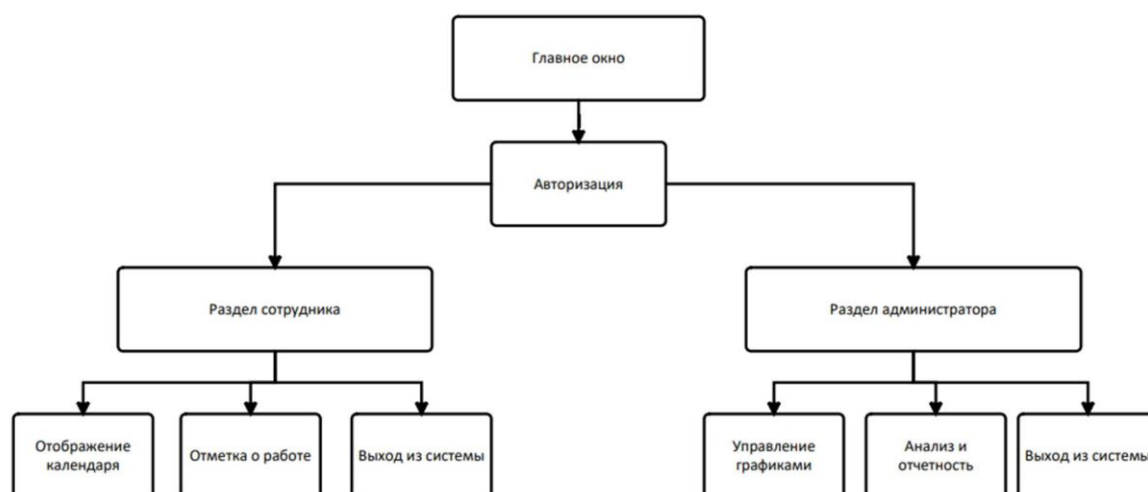 Главное окно
Авторизация
Раздел сотрудника
Раздел администратора
Отображение
календаря
Отметка о работе
Выход из системы
Управление
графиками
Анализ и
отчетность
Выход из системы